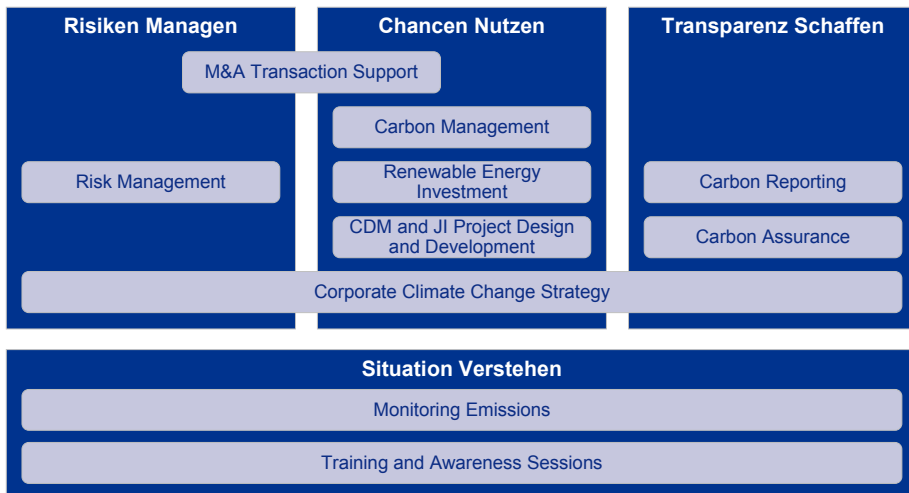 Risiken Managen
Chancen Nutzen
Transparenz Schaffen
M&A Transaction Support
Carbon Management
Risk Management
Renewable Energy
Investment
Carbon Reporting
CDM and JI Project Design
and Development
Carbon Assurance
Corporate Climate Change Strategy
Situation Verstehen
Monitoring Emissions
Training and Awareness Sessions